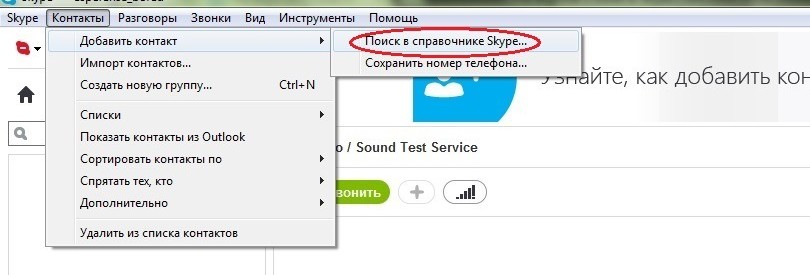 Skype Контакты Разговоры Звонки Вид Инструменты Помощь
Добавить контакт
Импорт контактов...
Создать новую группу... Ctrl+N
Списки
Показать контакты из Outlook
Сортировать контакты по
Спрятать тех, кто
Дополнительно
Удалить из списка контактов
Поиск в справочнике Skype...
Сохранить номер телефона...
Узнайте, как добавить кон
o / Sound Test Service
вонить